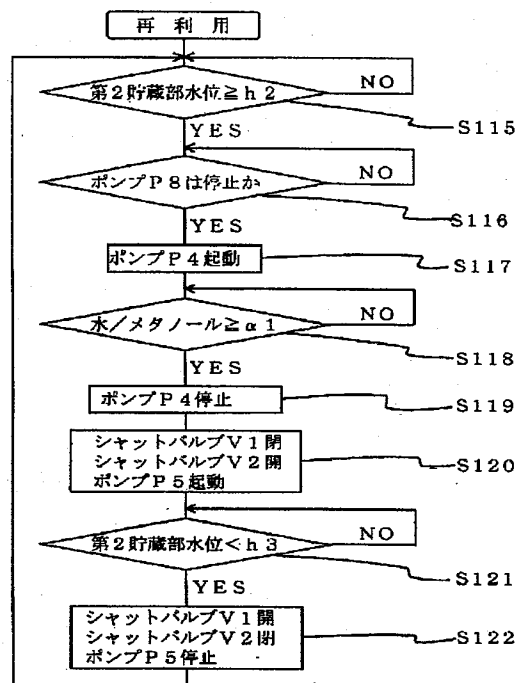 再利用
NO
第2貯蔵部水位≧h2
YES
S115
NO
ポンプP8は停止か
YES
S116
ポンプP4起動
S117
NO
水/メタノール≧α1
YES
S118
ポンプP4停止
S119
シャットバルブV1閉
シャットバルブV2開
ポンプP5起動
S120
NO
第2貯蔵部水位<h3
YES
S121
シャットバルブV1開
シャットバルブV2閉
ポンプP5停止
S122